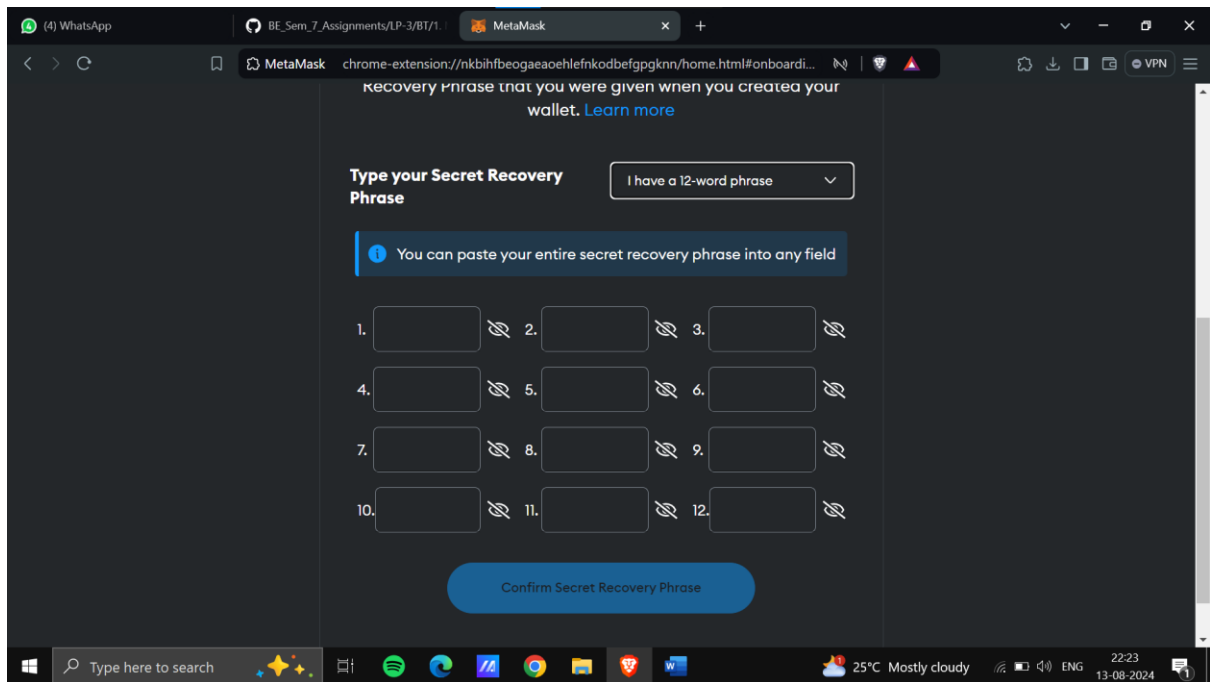 (4) WhatsApp
BE_Sem_7_Assignments/LP-3/BT/1.
MetaMask
MetaMask chrome-extension://nkbihfbeogaeaoehlefnkodbefgpgknn/home.html#onboardi...
VPN
Recovery Phrase that you were given when you created your
wallet. Learn more
Type your Secret Recovery
Phrase
I have a 12-word phrase
You can paste your entire secret recovery phrase into any field
1. 2. 3.
4. 5. 6.
7. 8. 9.
10. 11. 12.
Confirm Secret Recovery Phrase
Type here to search
25°C Mostly cloudy
ENG
22:23
13-08-2024
1